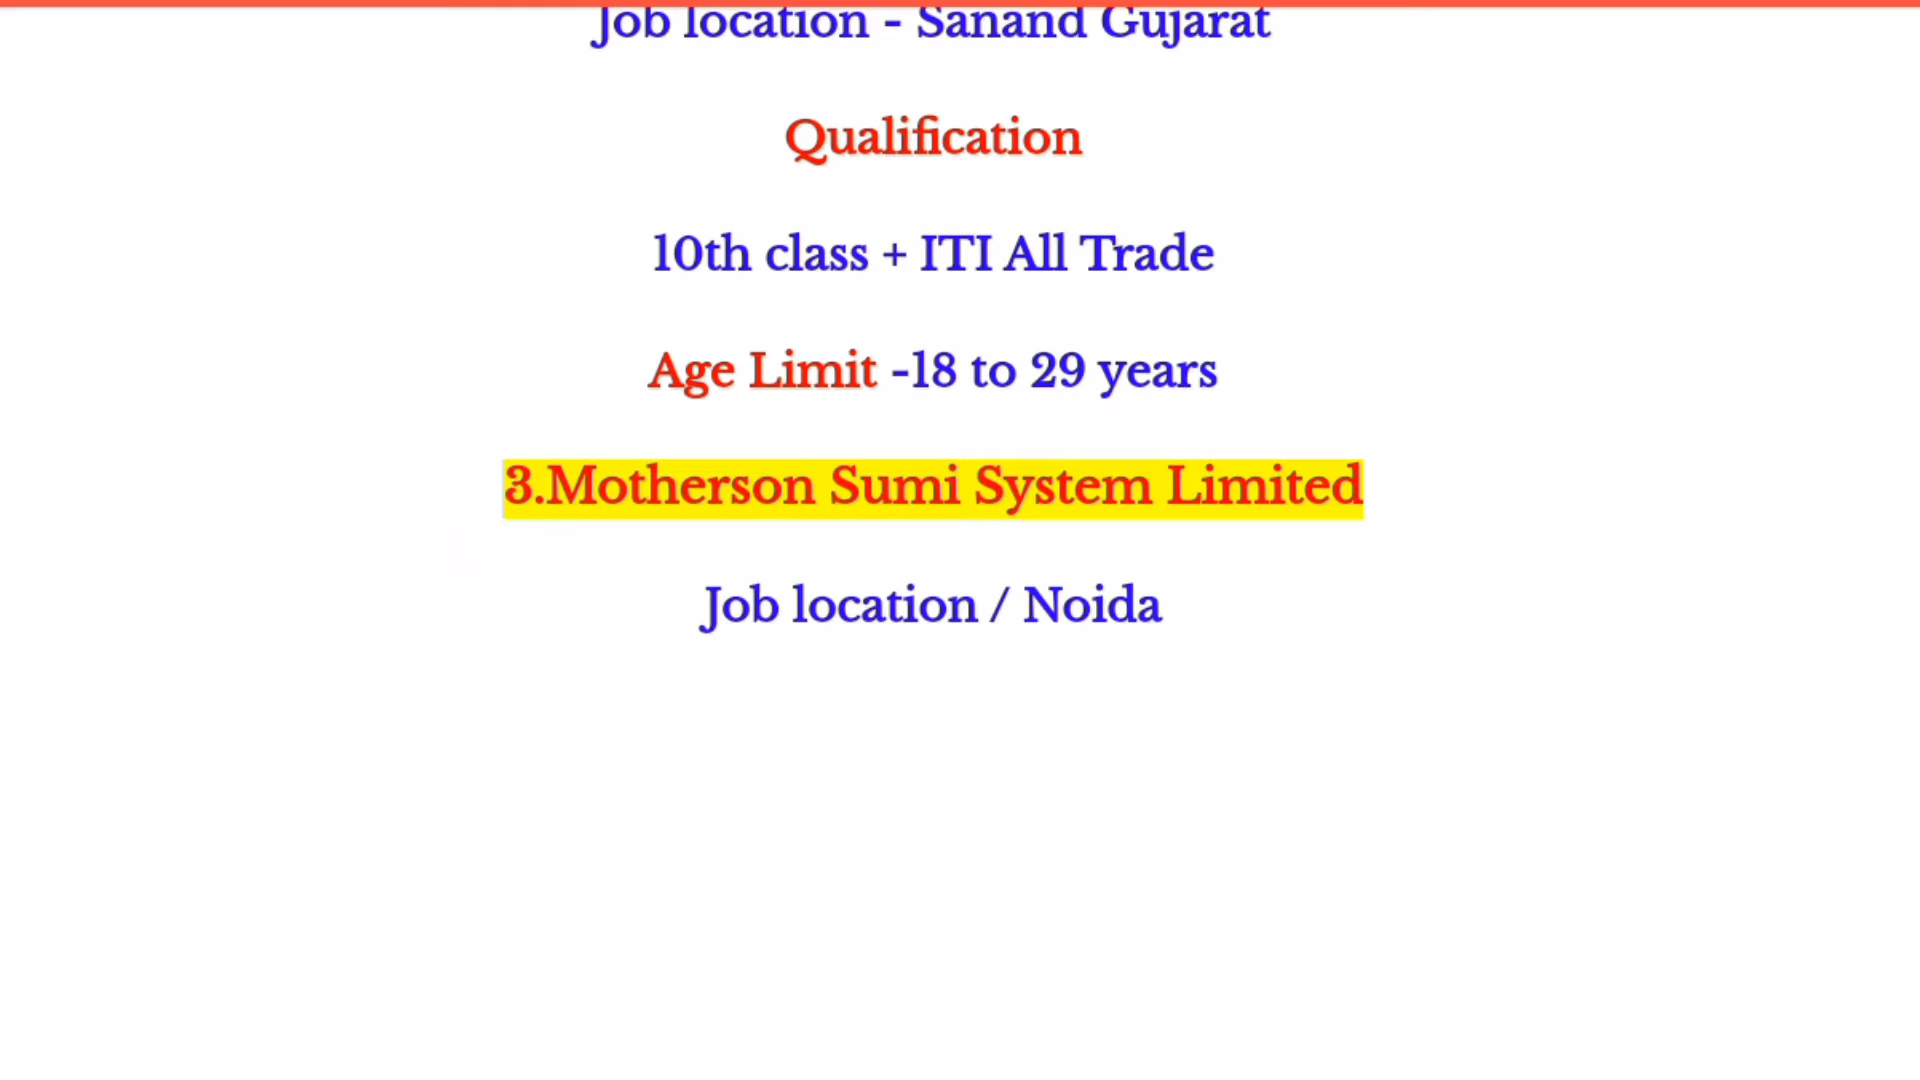 Job location - Sanand Gujarat
Qualification
10th class + ITI All Trade
Age Limit -18 to 29 years
3.Motherson Sumi System Limited
Job location / Noida